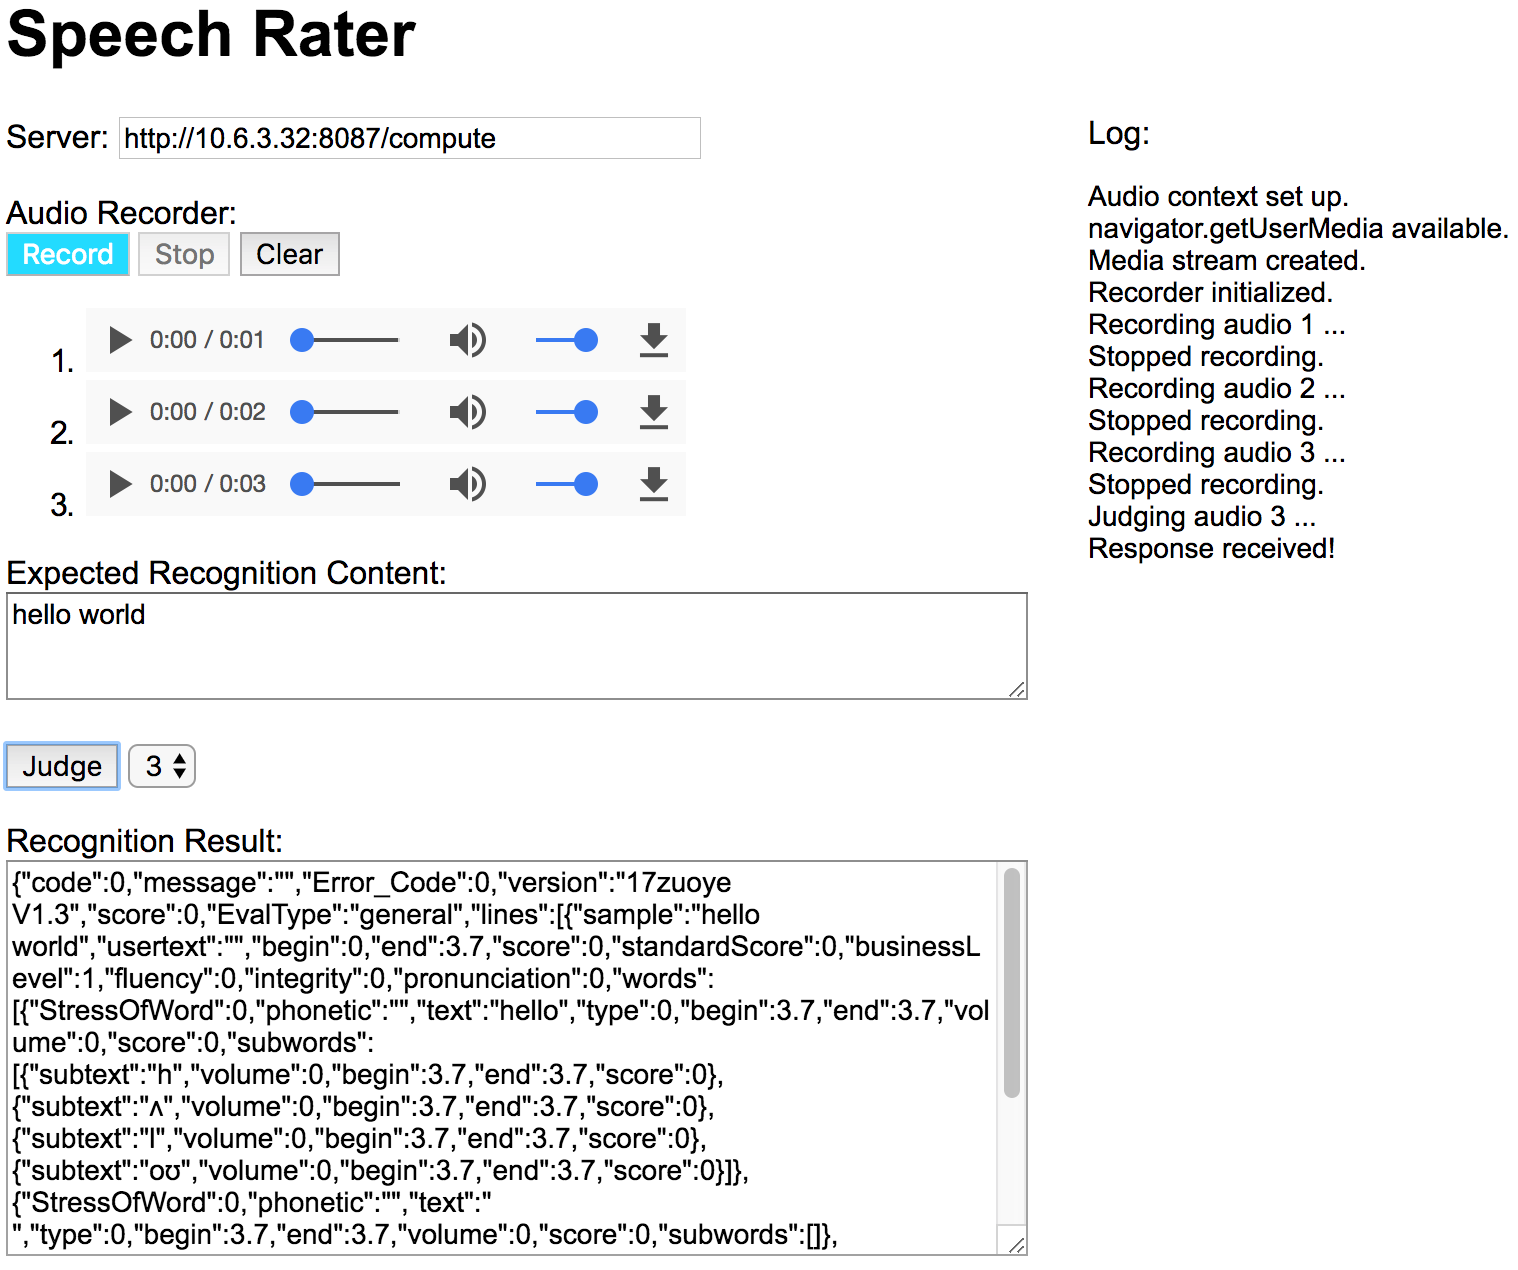 Speech Rater
Server: http://10.6.3.32:8087/compute
Audio Recorder:
Record Stop Clear
1. 0:00 / 0:01
2. 0:00 / 0:02
3. 0:00 / 0:03
Expected Recognition Content:
hello world
Judge 3
Recognition Result:
{"code":0,"message":"","Error_Code":0,"version":"17zuoye
V1.3","score":0,"EvalType":"general","lines":[{"sample":"hello
world","usertext":"","begin":0,"end":3.7,"score":0,"standardScore":0,"businessL
evel":1,"fluency":0,"integrity":0,"pronunciation":0,"words":
[{"StressOfWord":0,"phonetic":"","text":"hello","type":0,"begin":3.7,"end":3.7,"vol
ume":0,"score":0,"subwords":
[{"subtext":"h","volume":0,"begin":3.7,"end":3.7,"score":0},
{"subtext":"ʌ","volume":0,"begin":3.7,"end":3.7,"score":0},
{"subtext":"l","volume":0,"begin":3.7,"end":3.7,"score":0},
{"subtext":"oʊ","volume":0,"begin":3.7,"end":3.7,"score":0}]},
{"StressOfWord":0,"phonetic":"","text":"
","type":0,"begin":3.7,"end":3.7,"volume":0,"score":0,"subwords":[]},
Log:
Audio context set up.
navigator.getUserMedia available.
Media stream created.
Recorder initialized.
Recording audio 1 ...
Stopped recording.
Recording audio 2 ...
Stopped recording.
Recording audio 3 ...
Stopped recording.
Judging audio 3 ...
Response received!